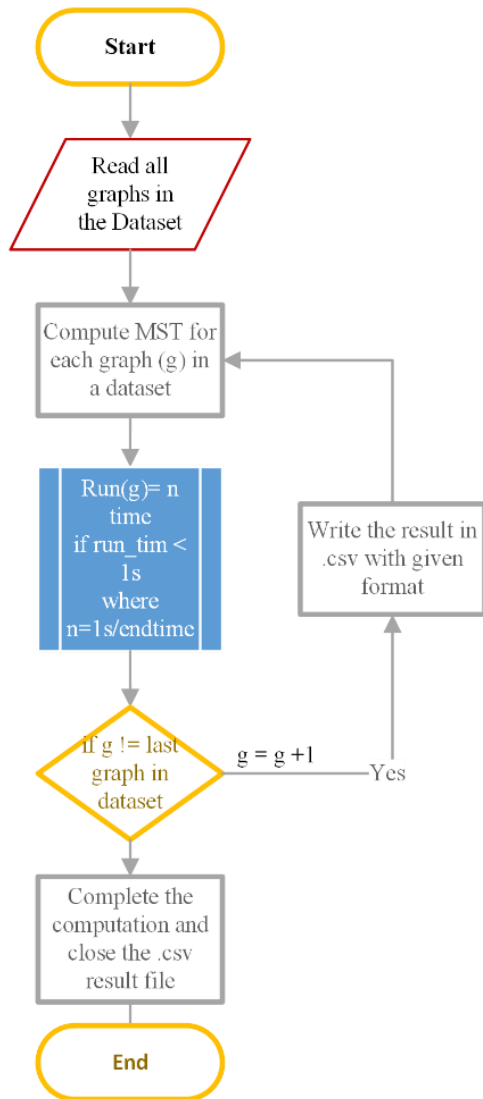 Start
Read all
graphs in
the Dataset
Compute MST for
each graph (g) in
a dataset
Run(g)= n
time
if run_tim <
1s
where
n=1s/endtime
Write the result in
.csv with given
format
if g != last
graph in
dataset
g = g +1
Yes
Complete the
computation and
close the .csv
result file
End